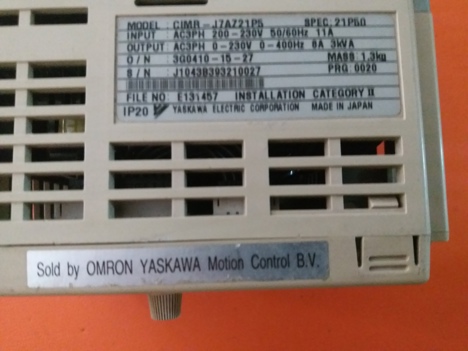 MODEL CIMR-J7AZ21P5 SPEC: 21P50
INPUT AC3PH 200-230V 50/60Hz 11A
OUTPUT AC3PH 0-230V 0-400Hz 8A 3kVA
O / N : 3G0410-15-27 MASS 1.3kg
S / N : J1043B393210027 PRG 0020
FILE NO E131457 INSTALLATION CATEGORY II
IP20 YASKAWA ELECTRIC CORPORATION MADE IN JAPAN
Sold by OMRON YASKAWA Motion Control B.V.